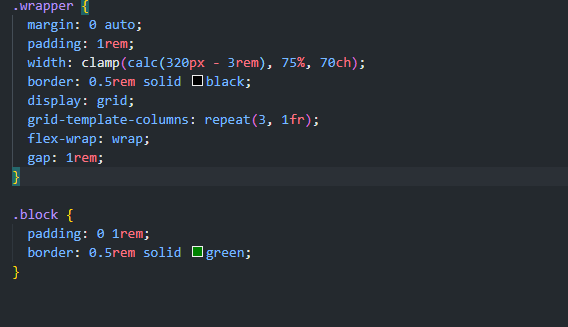 .wrapper {
margin: 0 auto;
padding: 1rem;
width: clamp(calc(320px - 3rem), 75%, 70ch);
border: 0.5rem solid black;
display: grid;
grid-template-columns: repeat(3, 1fr);
flex-wrap: wrap;
gap: 1rem;
}
.block {
padding: 0 1rem;
border: 0.5rem solid green;
}